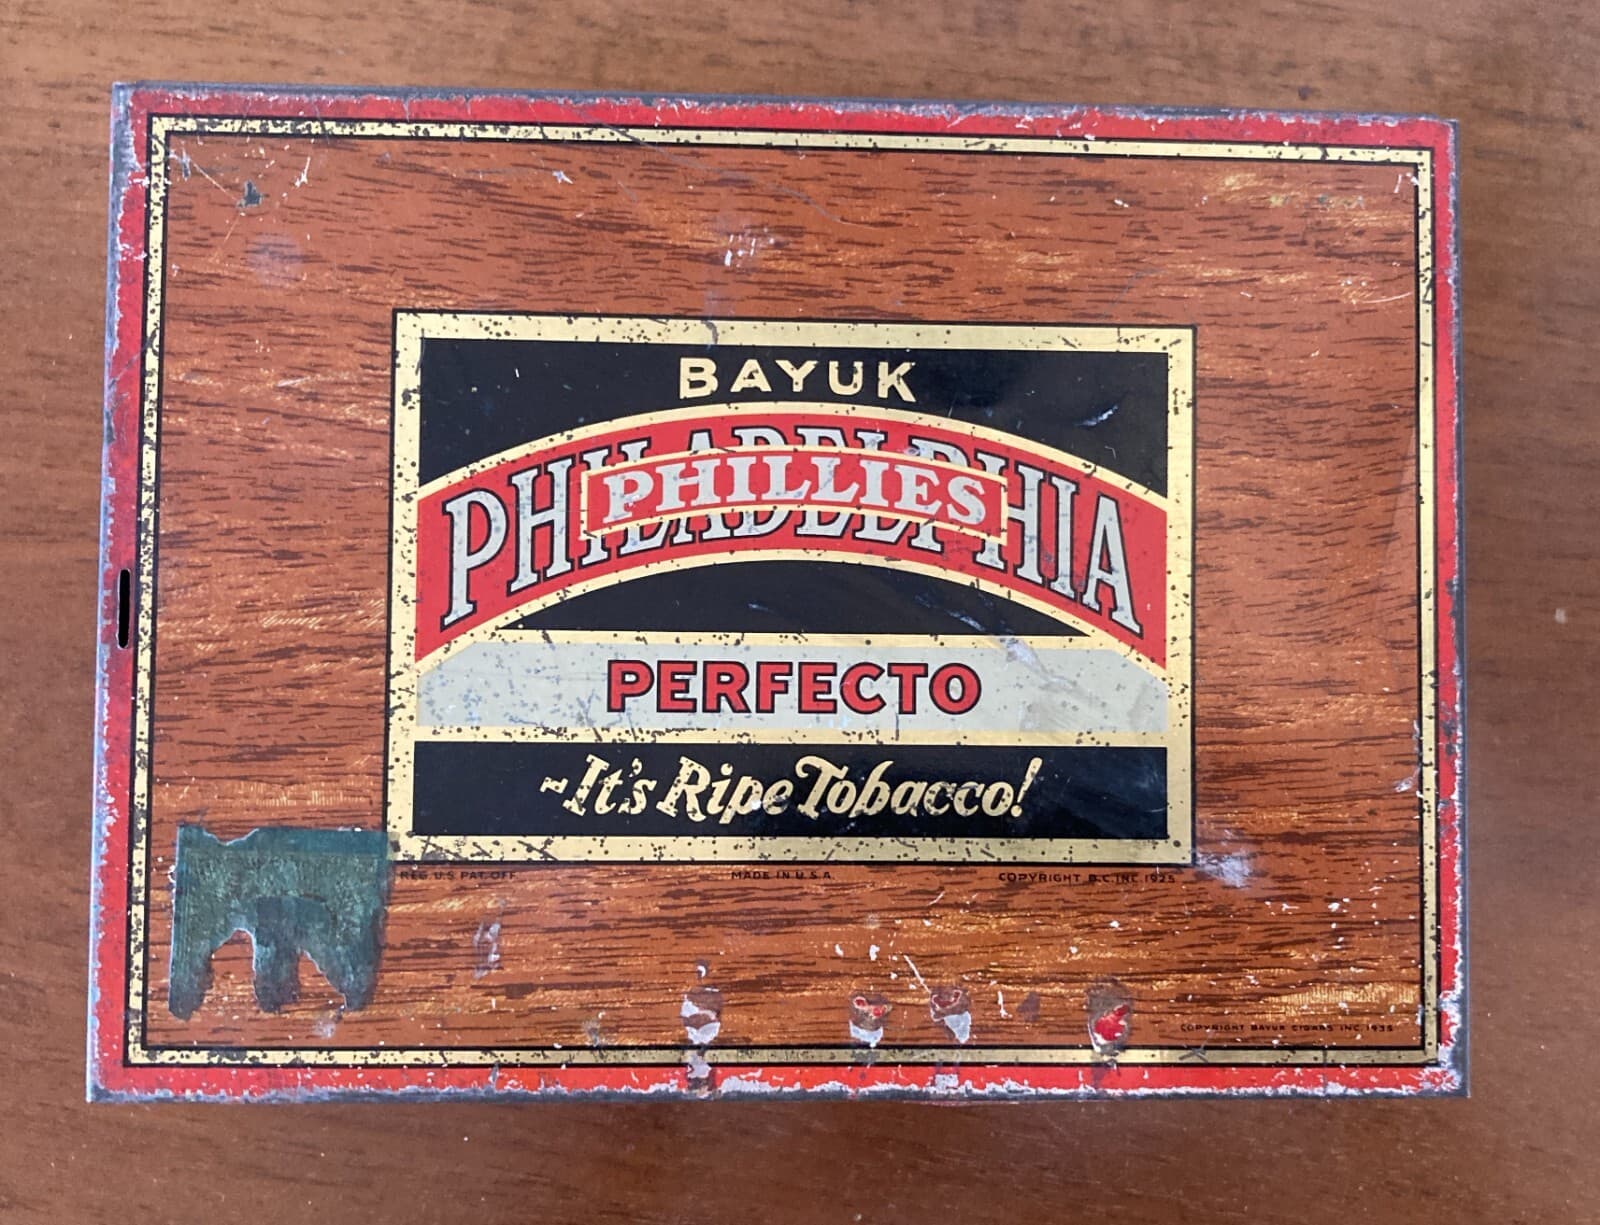 BAYUK
PHILADELPHIA
PHILLIES
PERFECTO
~It's Ripe Tobacco!
REG. U.S. PAT. OFF. MADE IN U.S.A. COPYRIGHT B.C. INC. 1925
COPYRIGHT BAYUK CIGARS INC. 1935